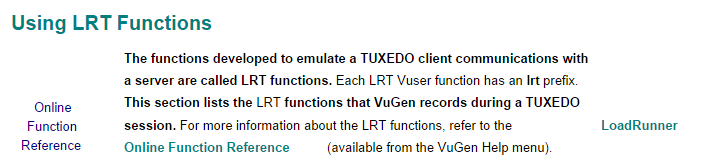 Using LRT Functions
The functions developed to emulate a TUXEDO client communications with
a server are called LRT functions. Each LRT Vuser function has an lrt prefix.
Online This section lists the LRT functions that VuGen records during a TUXEDO
Function session. For more information about the LRT functions, refer to the LoadRunner
Reference Online Function Reference (available from the VuGen Help menu).